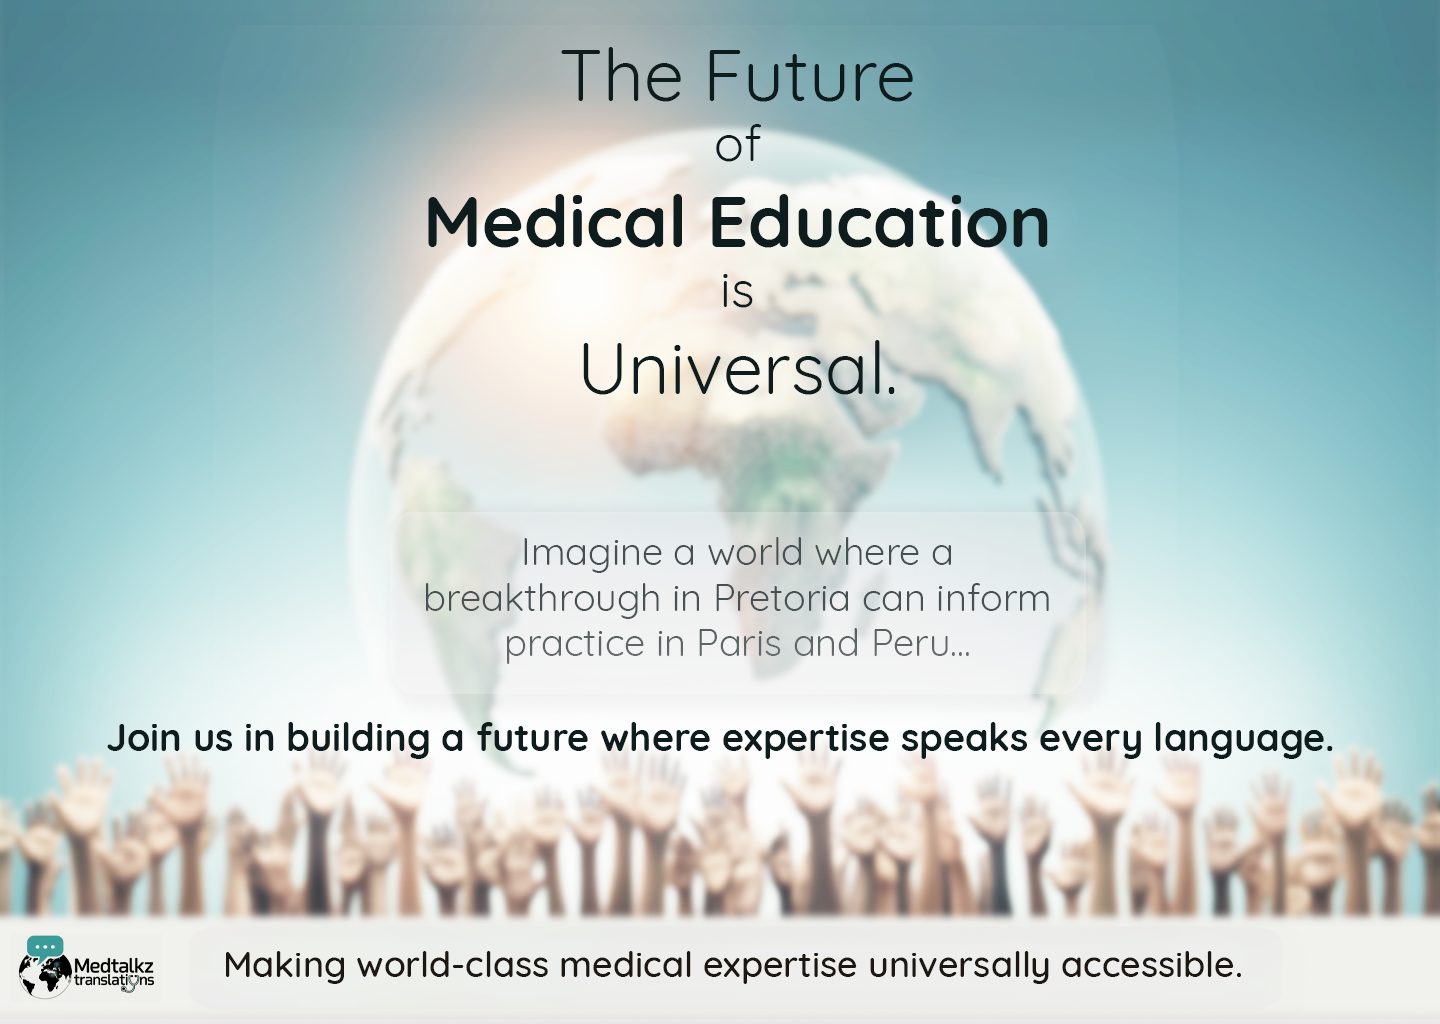 The Future
of
Medical Education
is
Universal.
Imagine a world where a
breakthrough in Pretoria can inform
practice in Paris and Peru...
Join us in building a future where expertise speaks every language.
Medtalkz
translations
Making world-class medical expertise universally accessible.